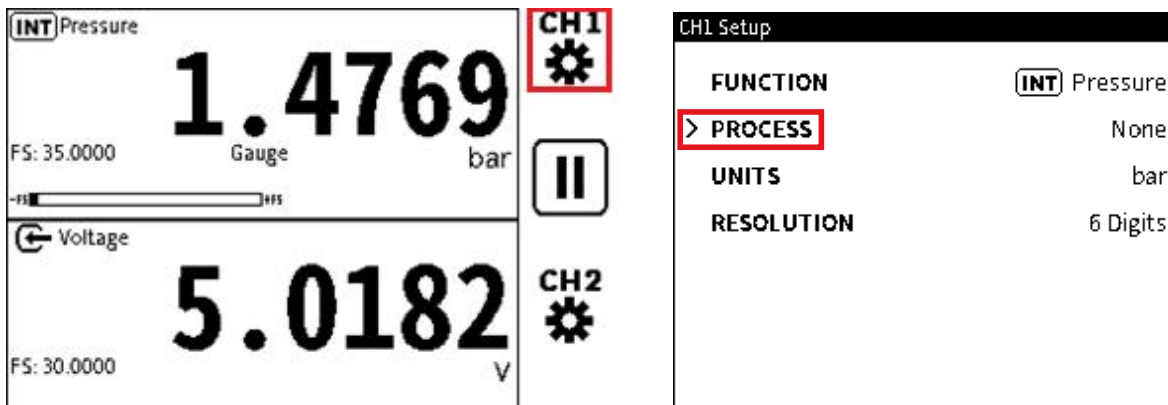 INT Pressure
CH1
1.4769
FS: 35.0000
Gauge
bar
-FS
+FS
Voltage
5.0182
CH2
FS: 30.0000
V
CH1 Setup
FUNCTION INT Pressure
> PROCESS None
UNITS bar
RESOLUTION 6 Digits